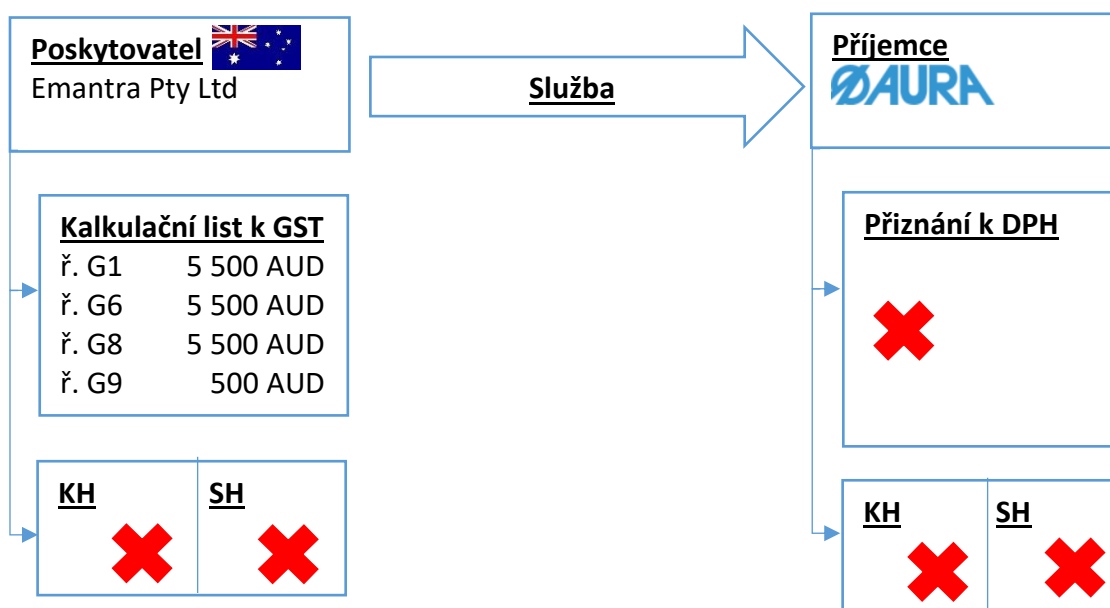 Poskytovatel
Emantra Pty Ltd
Služba
Příjemce
AURA
Kalkulační list k GST
ř. G1 5 500 AUD
ř. G6 5 500 AUD
ř. G8 5 500 AUD
ř. G9 500 AUD
Přiznání k DPH
KH SH
KH SH